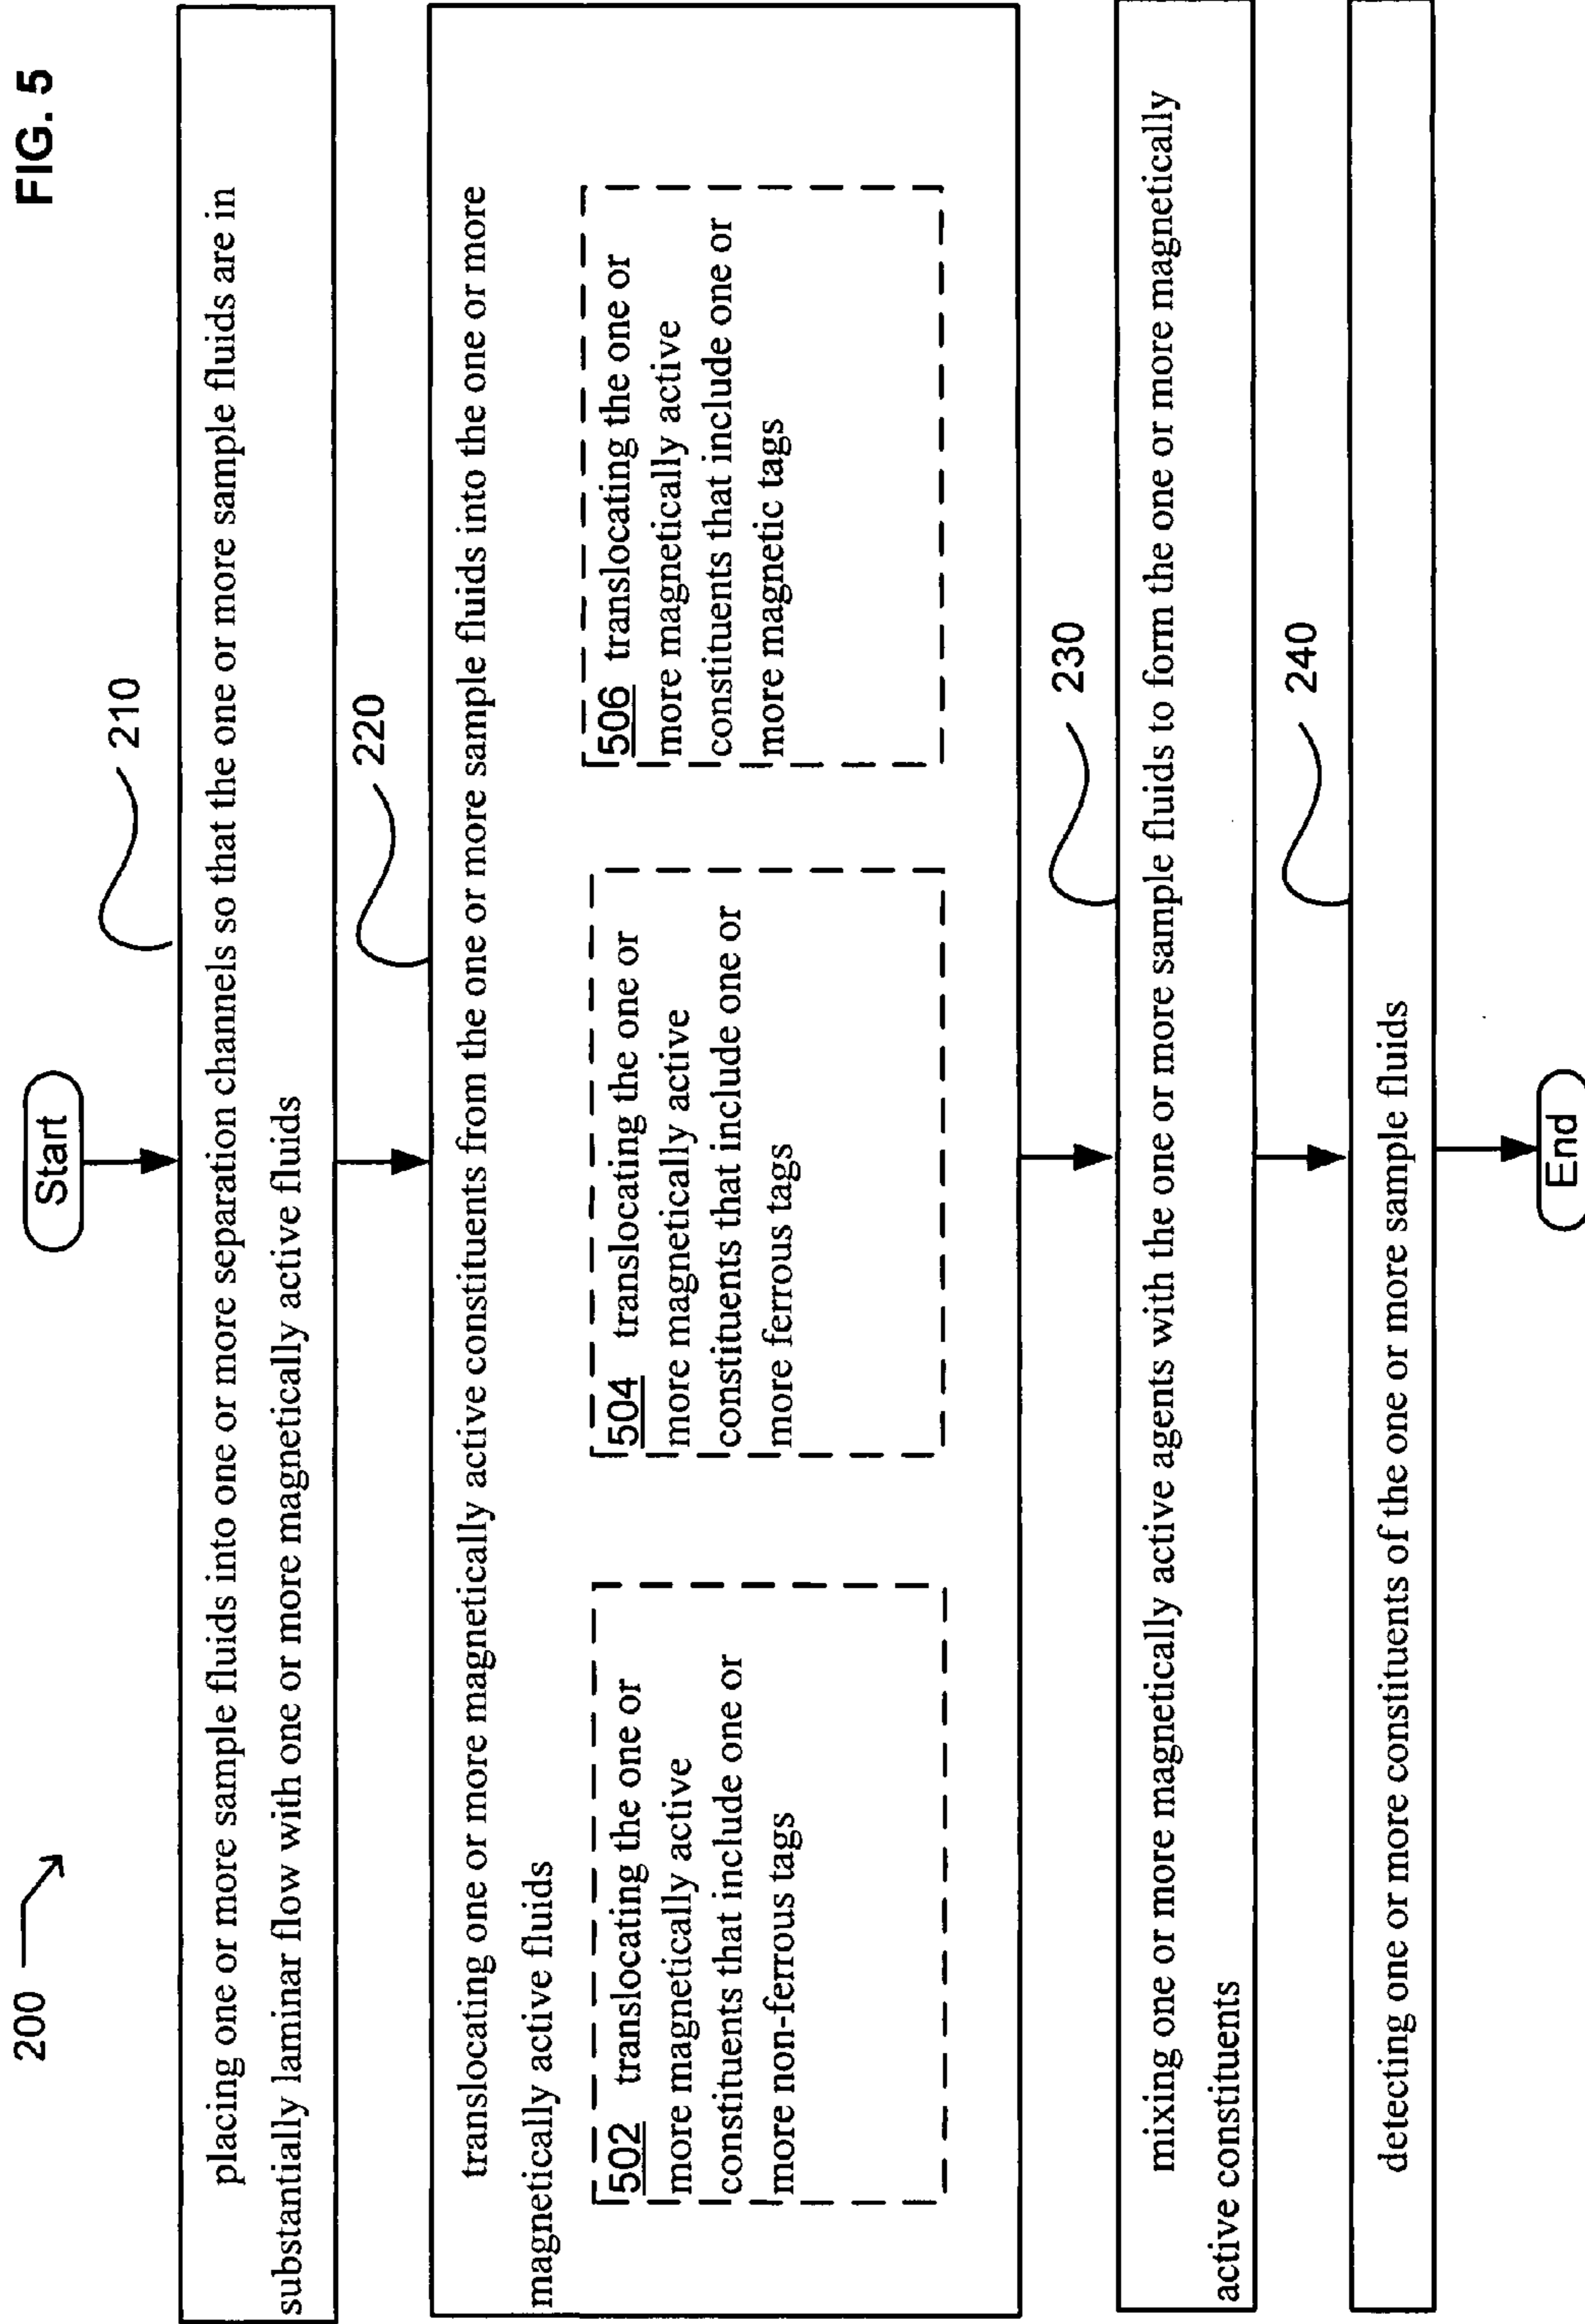 FIG. 5
200
Start
210
placing one or more sample fluids into one or more separation channels so that the one or more sample fluids are in
substantially laminar flow with one or more magnetically active fluids
220
translocating one or more magnetically active constituents from the one or more sample fluids into the one or more
magnetically active fluids
502 translocating the one or
more magnetically active
constituents that include one or
more non-ferrous tags
504 translocating the one or
more magnetically active
constituents that include one or
more ferrous tags
506 translocating the one or
more magnetically active
constituents that include one or
more magnetic tags
230
mixing one or more magnetically active agents with the one or more sample fluids to form the one or more magnetically
active constituents
240
detecting one or more constituents of the one or more sample fluids
End